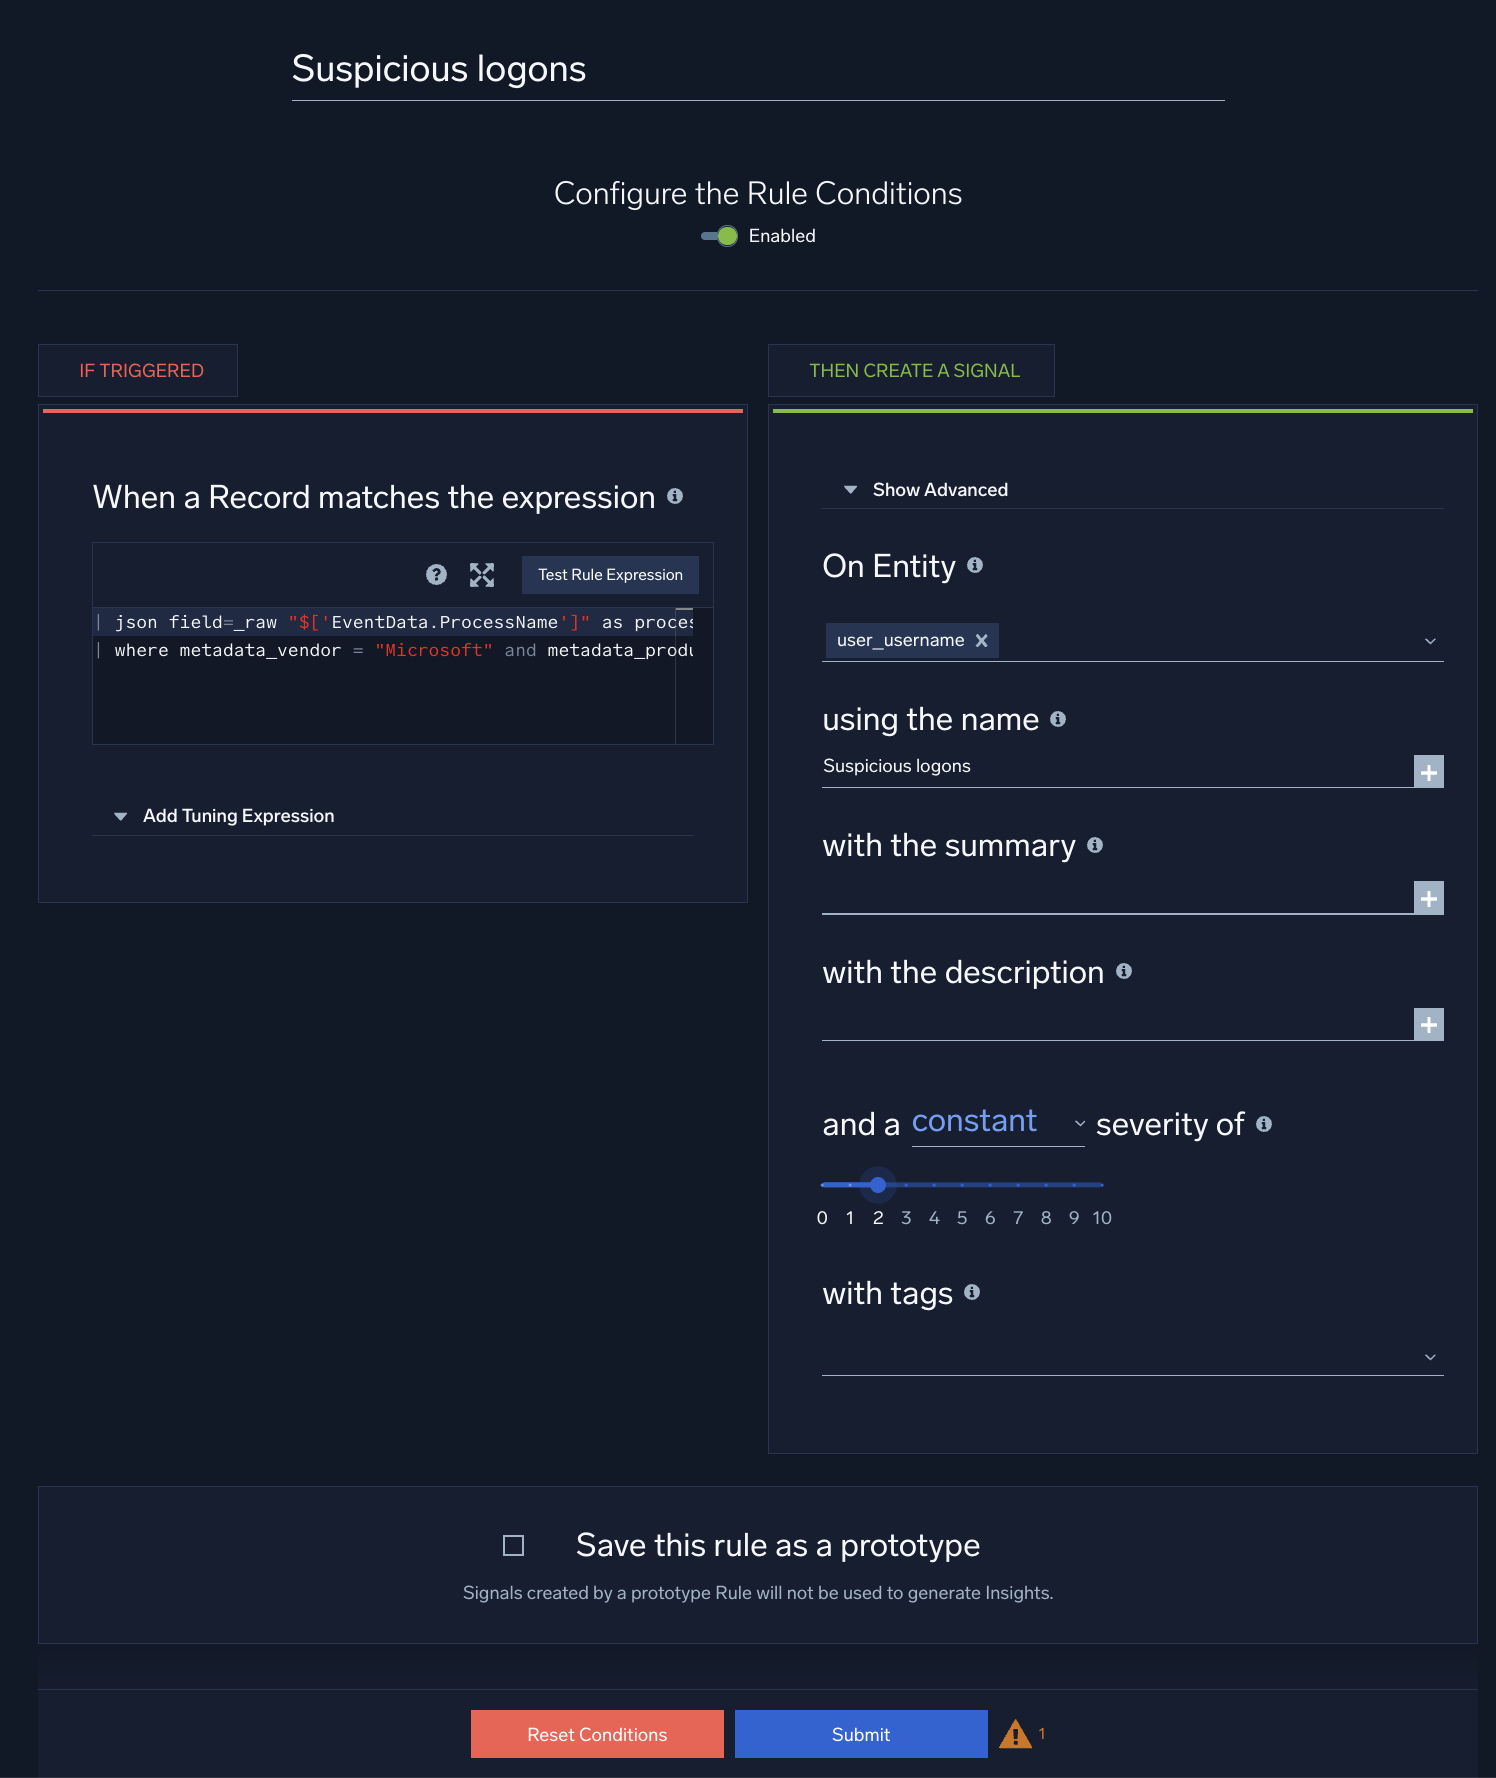 Suspicious logons
Configure the Rule Conditions
Enabled
IF TRIGGERED
When a Record matches the expression
Test Rule Expression
| json field=_raw "$['EventData.ProcessName']" as proces
| where metadata_vendor = "Microsoft" and metadata_produ
Add Tuning Expression
THEN CREATE A SIGNAL
Show Advanced
On Entity
user_username
using the name
Suspicious logons
with the summary
with the description
and a constant severity of
0 1 2 3 4 5 6 7 8 9 10
with tags
Save this rule as a prototype
Signals created by a prototype Rule will not be used to generate Insights.
Reset Conditions
Submit
1